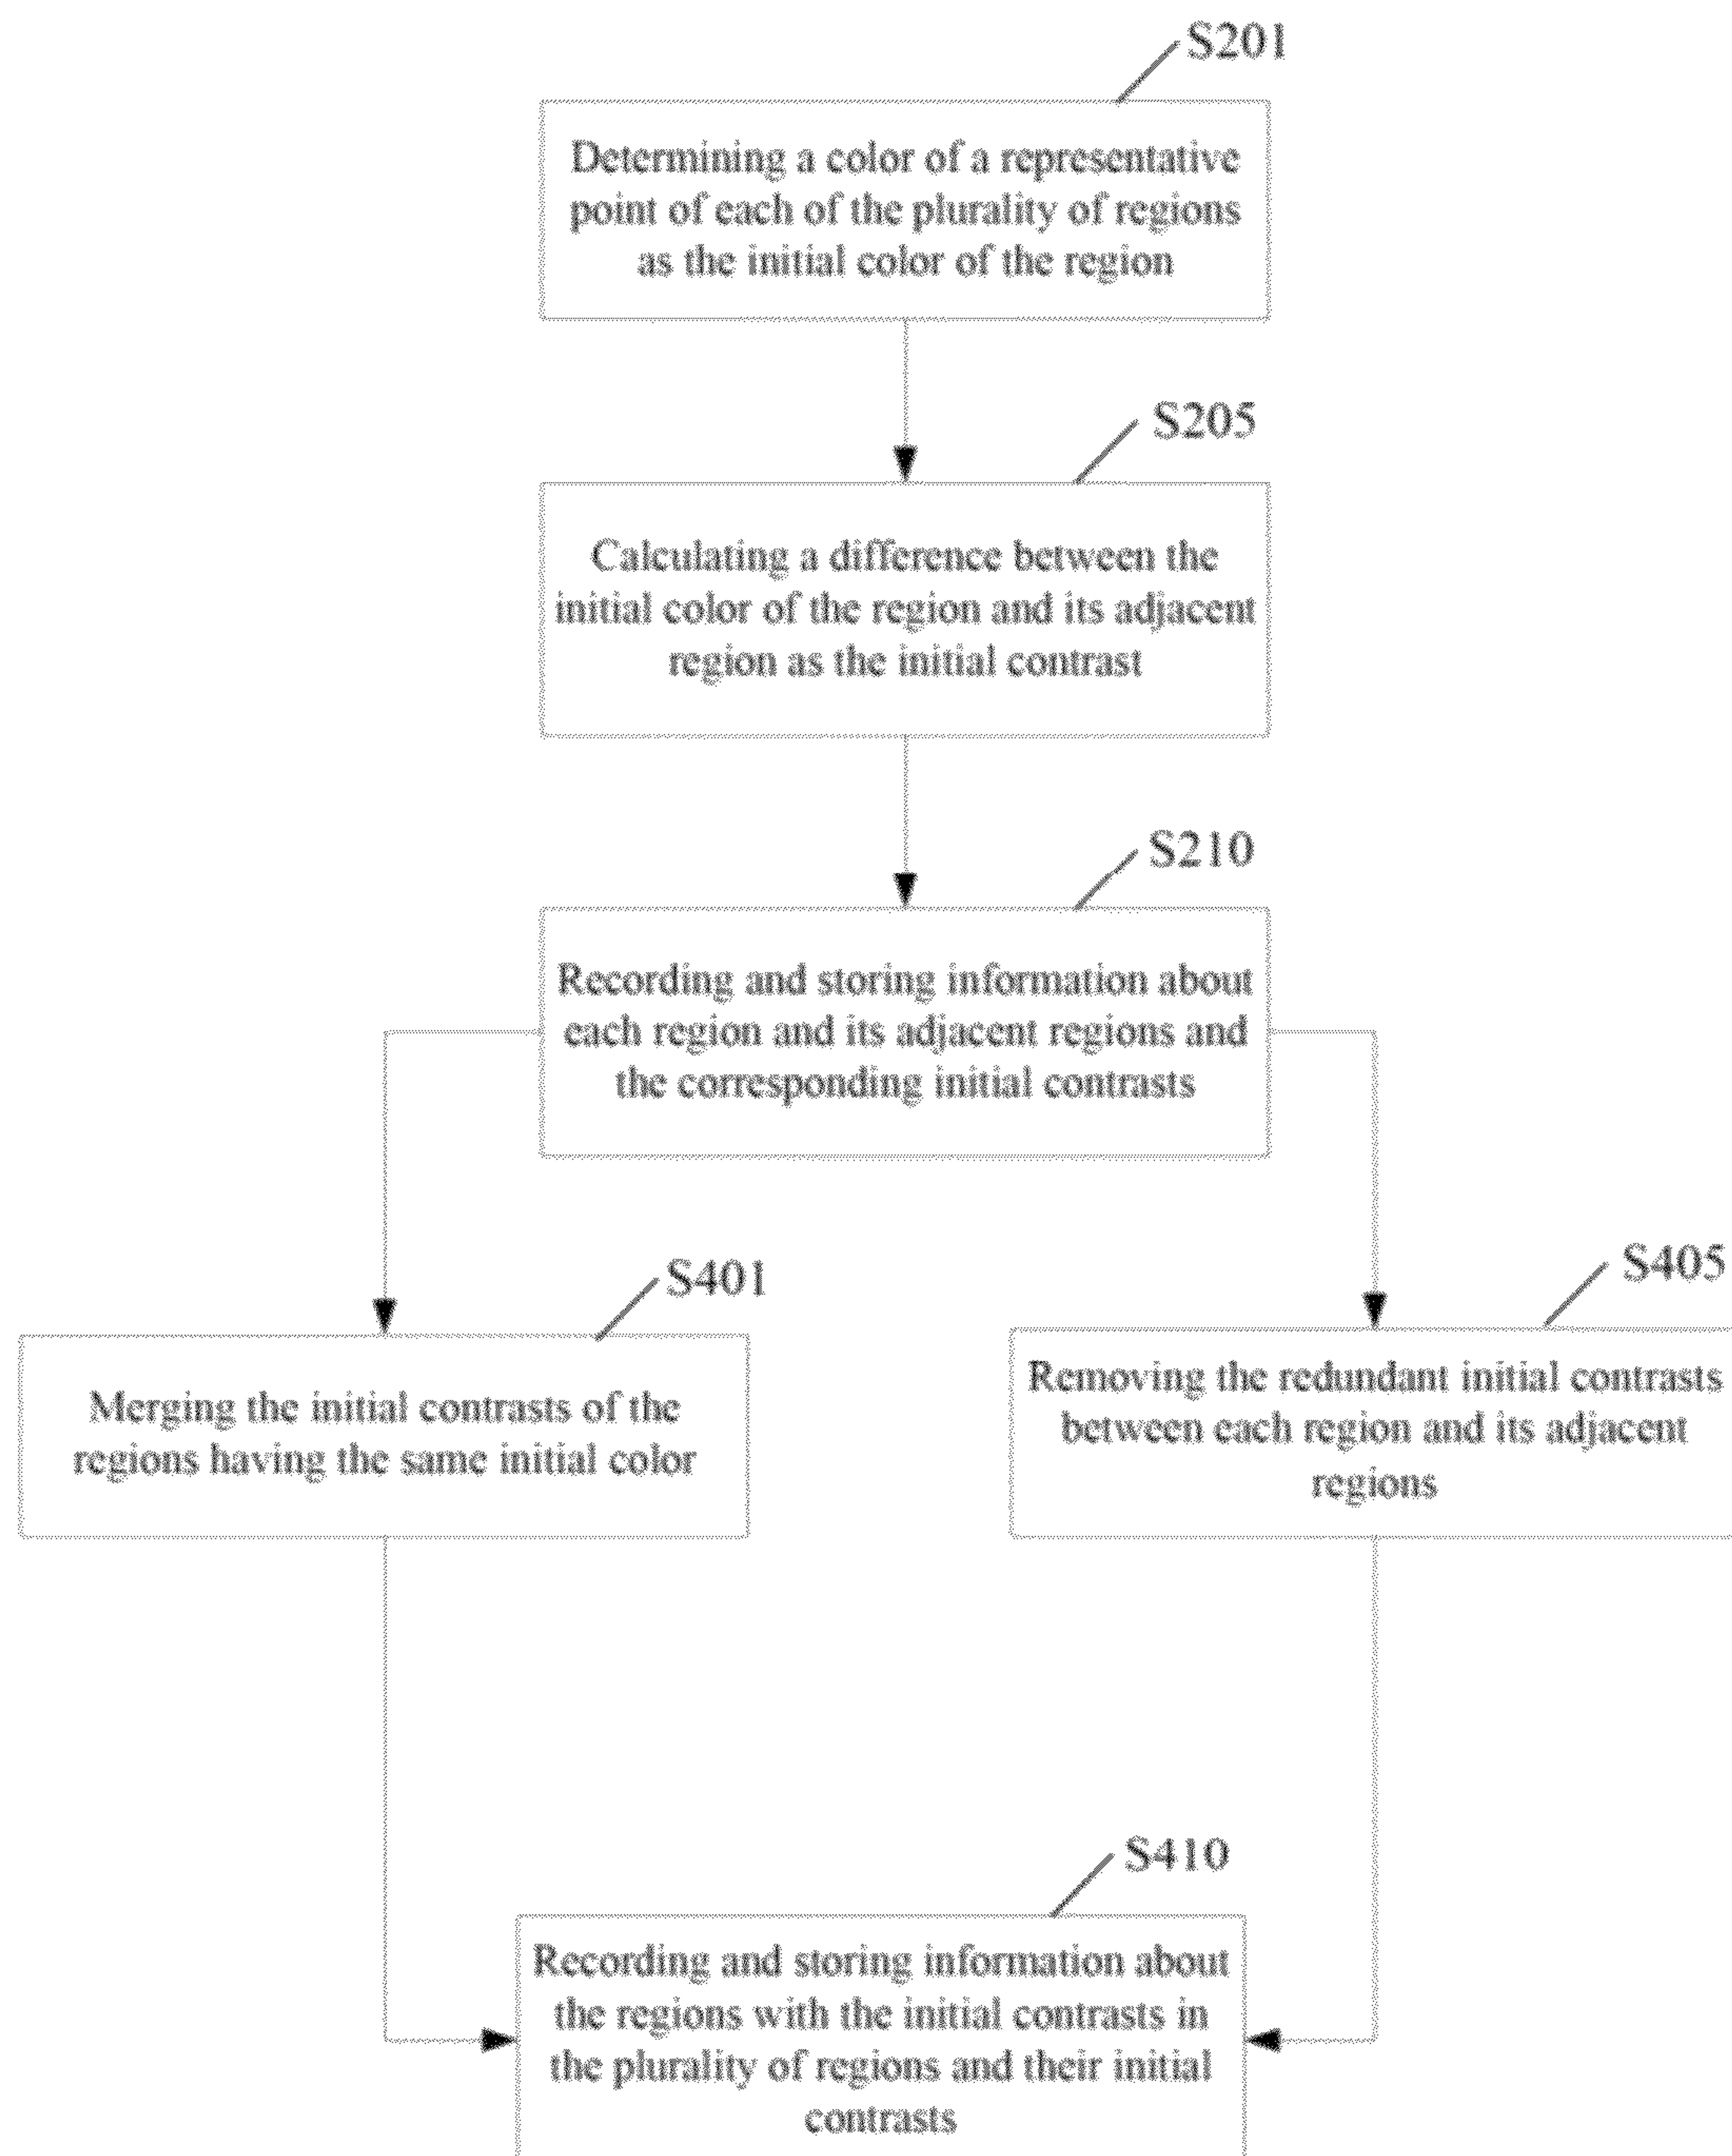 S201
Determining a color of a representative
point of each of the plurality of regions
as the initial color of the region
S205
Calculating a difference between the
initial color of the region and its adjacent
region as the initial contrast
S210
Recording and storing information about
each region and its adjacent regions and
the corresponding initial contrasts
S401
Merging the initial contrasts of the
regions having the same initial color
S405
Removing the redundant initial contrasts
between each region and its adjacent
regions
S410
Recording and storing information about
the regions with the initial contrasts in
the plurality of regions and their initial
contrasts